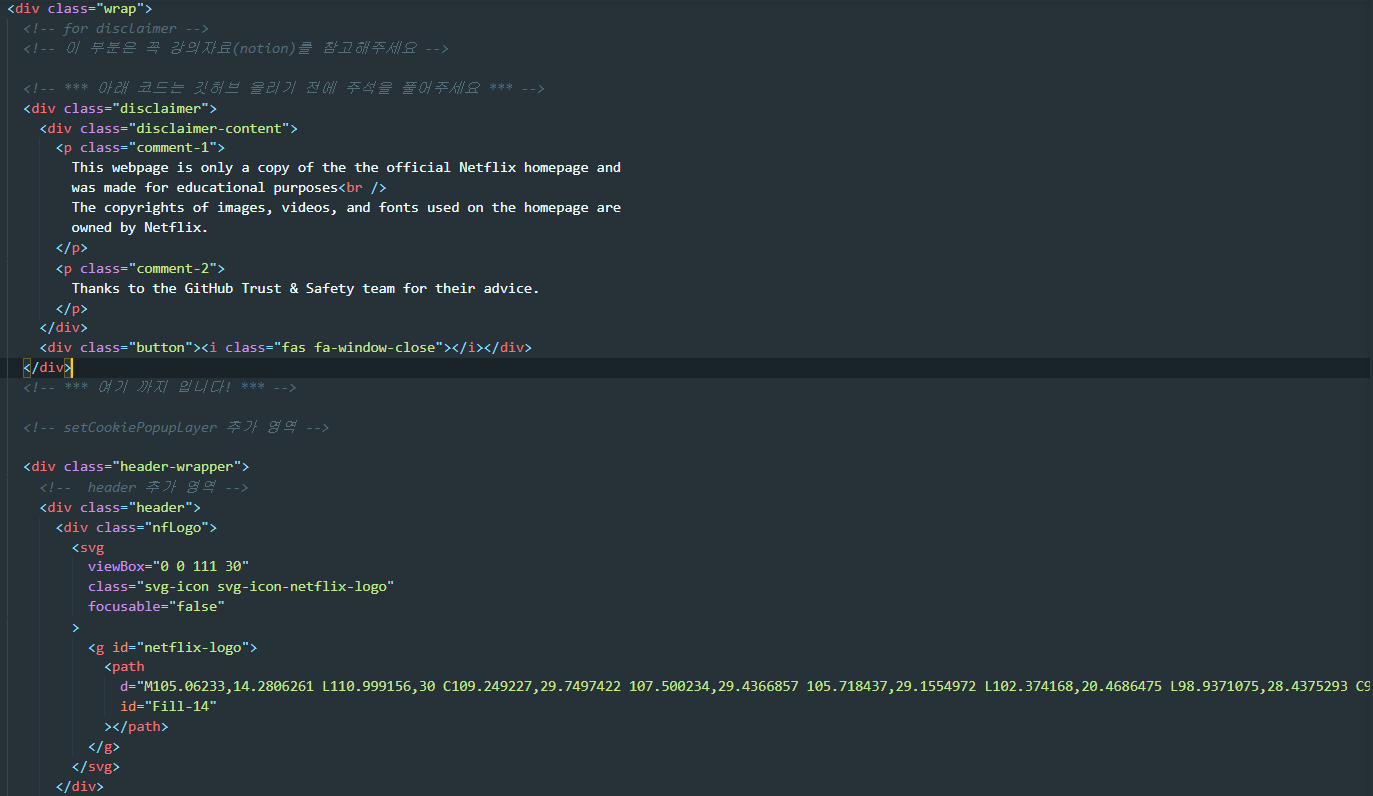 <div class="wrap">
<!-- for disclaimer -->
<!-- 이 부분은 꼭 강의자료(notion)를 참고해주세요 -->
<!-- *** 아래 코드는 깃허브 올리기 전에 주석을 풀어주세요 *** -->
<div class="disclaimer">
<div class="disclaimer-content">
<p class="comment-1">
This webpage is only a copy of the the official Netflix homepage and
was made for educational purposes<br />
The copyrights of images, videos, and fonts used on the homepage are
owned by Netflix.
</p>
<p class="comment-2">
Thanks to the GitHub Trust & Safety team for their advice.
</p>
</div>
<div class="button"><i class="fas fa-window-close"></i></div>
</div>
<!-- *** 여기 까지 입니다! *** -->
<!-- setCookiePopupLayer 추가 영역 -->
<div class="header-wrapper">
<!--  header 추가 영역 -->
<div class="header">
<div class="nfLogo">
<svg
viewBox="0 0 111 30"
class="svg-icon svg-icon-netflix-logo"
focusable="false"
>
<g id="netflix-logo">
<path
d="M105.06233,14.2806261 L110.999156,30 C109.249227,29.7497422 107.500234,29.4366857 105.718437,29.1554972 L102.374168,20.4686475 L98.9371075,28.4375293 C9
id="Fill-14"
></path>
</g>
</svg>
</div>